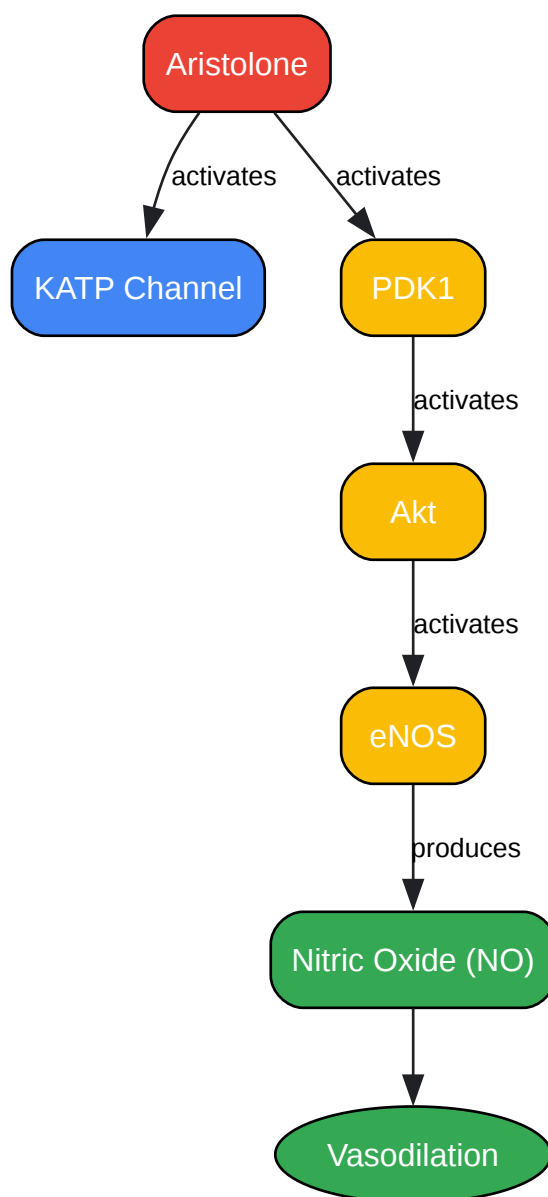 Aristolone
activates
activates
KATP Channel
PDK1
activates
Akt
activates
eNOS
produces
Nitric Oxide (NO)
Vasodilation